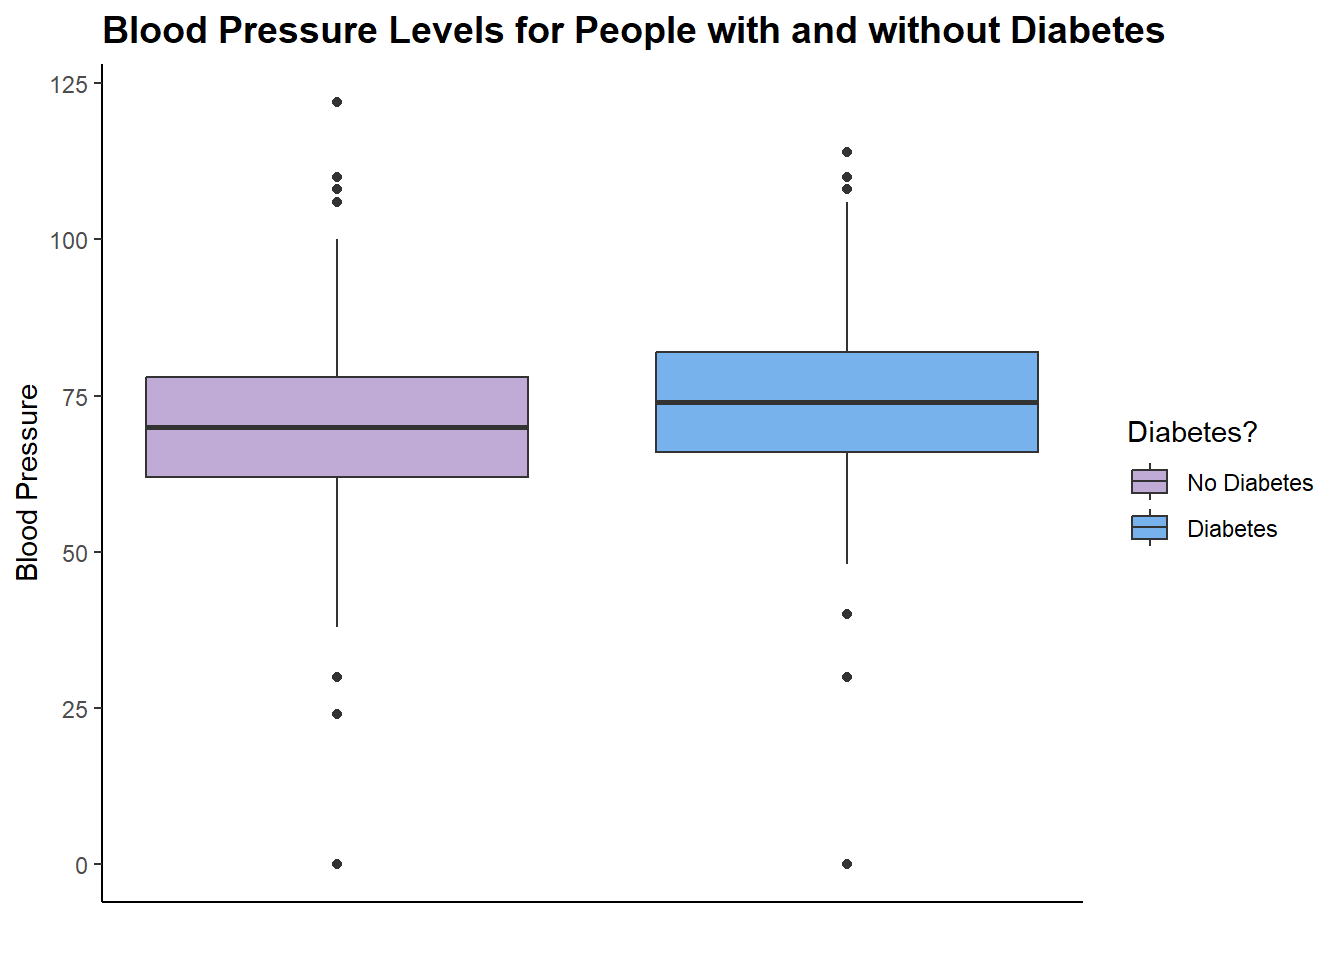 Blood Pressure Levels for People with and without Diabetes
125
100
75
50
25
0
Blood Pressure
Diabetes?
No Diabetes
Diabetes